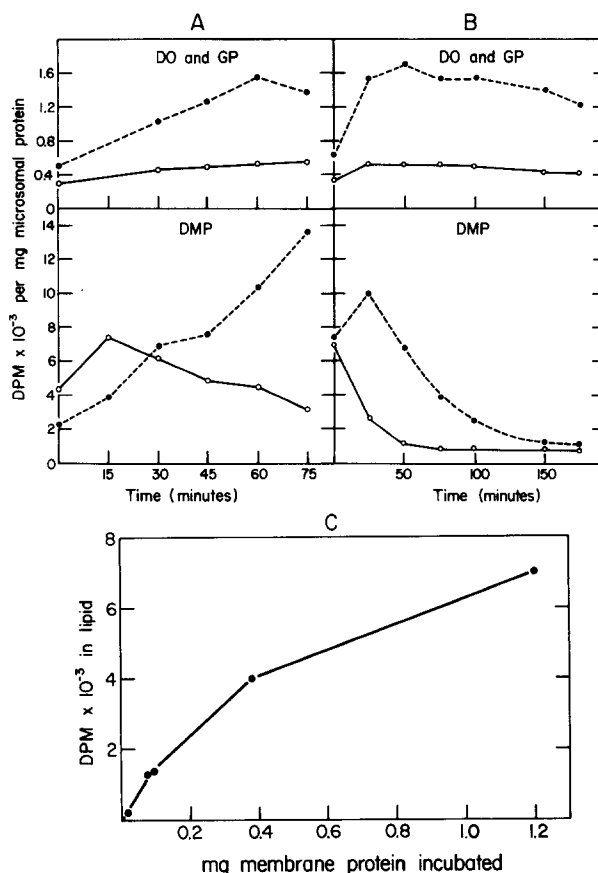 A B
DO and GP DO and GP
1.6
1.2
0.8
0.4
0
DMP DMP
14
12
10
8
6
4
2
0
DPM x 10⁻³ per mg microsomal protein
15 30 45 60 75 50 100 150
Time (minutes) Time (minutes)
C
8
6
4
2
DPM x 10⁻³ in lipid
0.2 0.4 0.6 0.8 1.0 1.2
mg membrane protein incubated